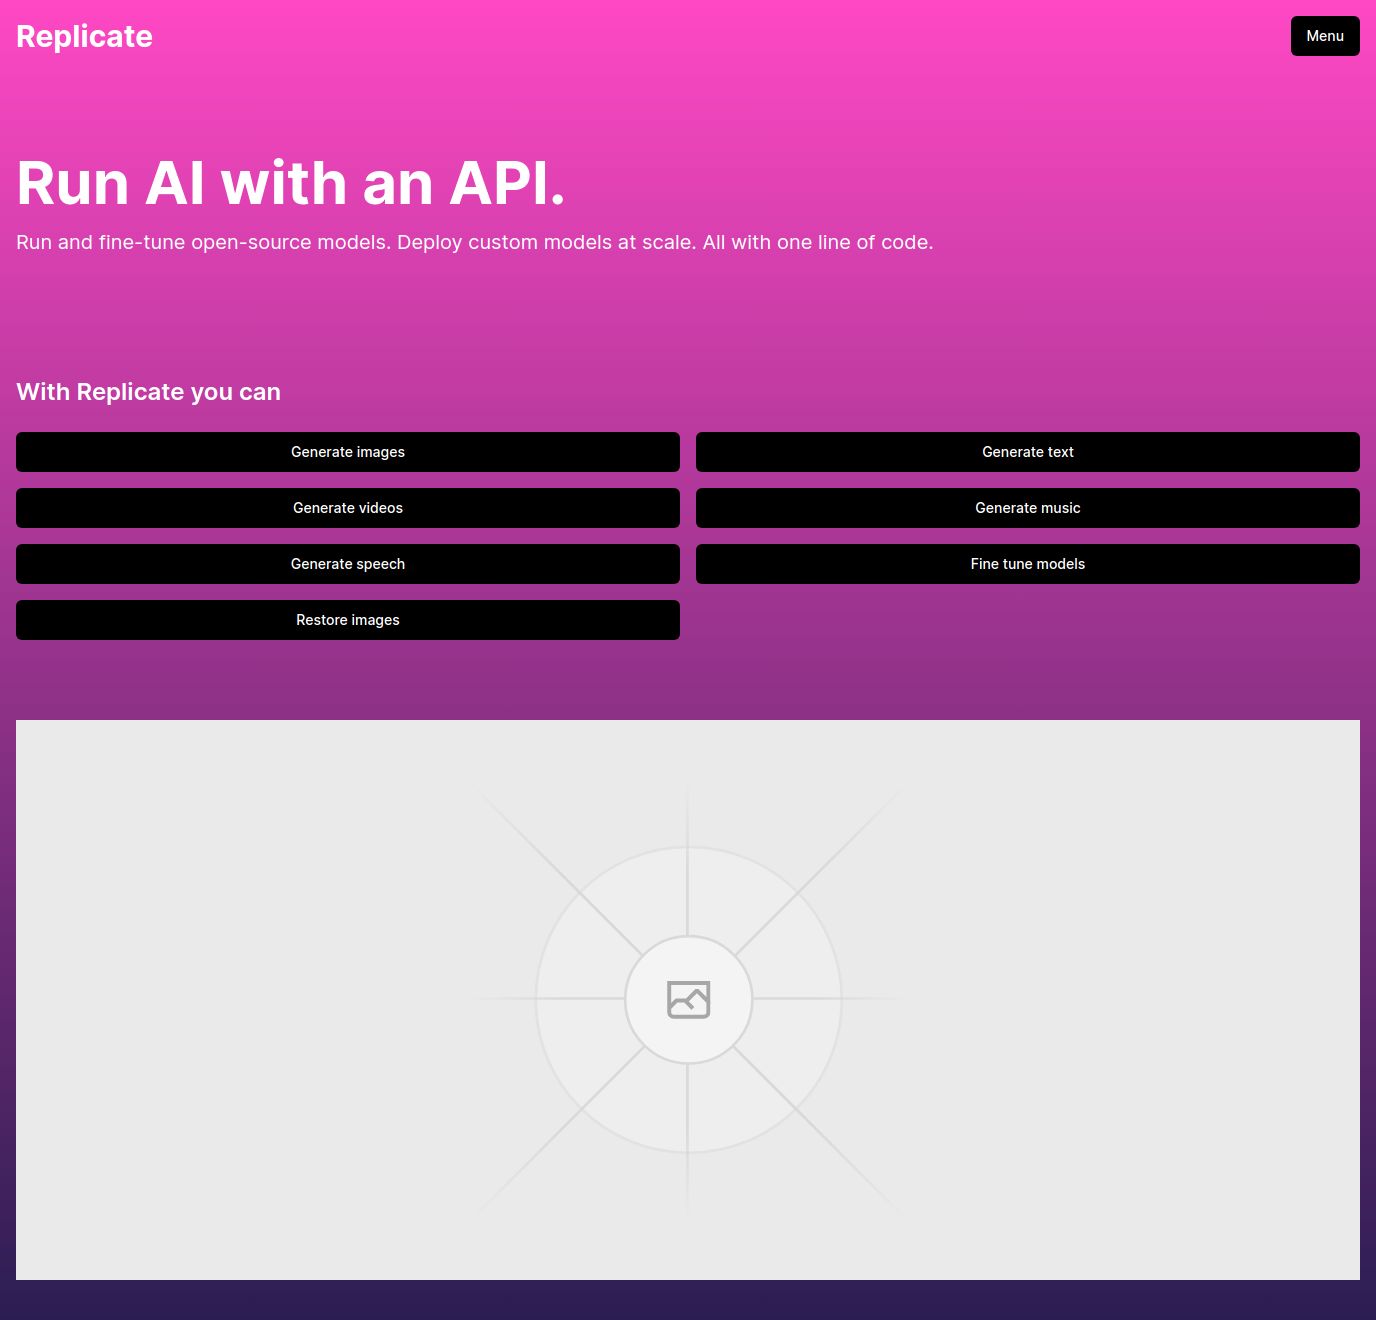 Replicate
Menu
Run AI with an API.
Run and fine-tune open-source models. Deploy custom models at scale. All with one line of code.
With Replicate you can
Generate images
Generate text
Generate videos
Generate music
Generate speech
Fine tune models
Restore images